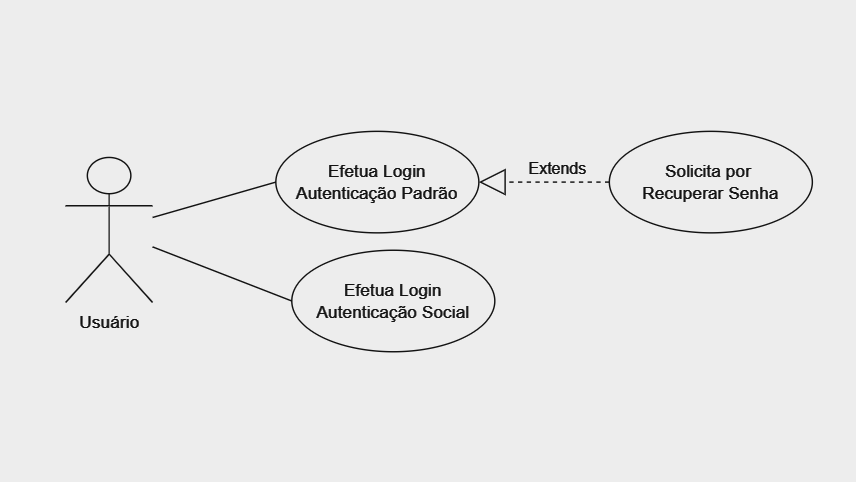 Efetua Login
Autenticação Padrão
Extends
Solicita por
Recuperar Senha
Efetua Login
Autenticação Social
Usuário